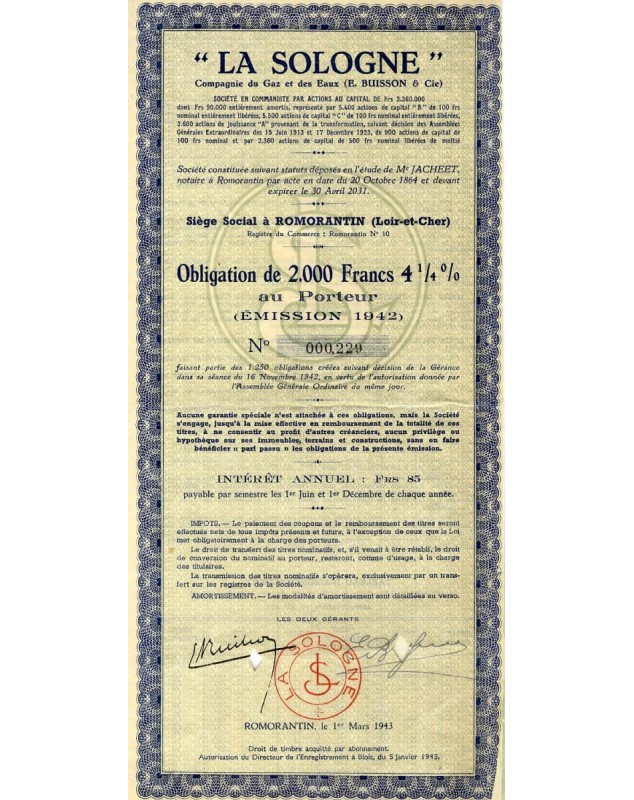 “ LA SOLOGNE ”
Compagnie du Gaz et des Eaux (E. BUISSON & Cie)
SOCIÉTÉ EN COMMANDITE PAR ACTIONS AU CAPITAL DE Frs 2.360.000
dont Frs 90.000 entièrement amortis, représenté par 5.400 actions de capital "B" de 100 frs
nominal entièrement libérées, 5.500 actions de capital "C" de 100 frs nominal entièrement libérées,
3.600 actions de jouissance "A" provenant de la transformation, suivant décision des Assemblées
Générales Extraordinaires des 15 Juin 1913 et 17 Décembre 1923, de 900 actions de capital de
100 frs nominal et par 2.360 actions de capital de 500 frs nominal libérées de moitié
Société constituée suivant statuts déposés en l'étude de Me JACHEET,
notaire à Romorantin par acte en date du 20 Octobre 1864 et devant
expirer le 30 Avril 2031.
Siège Social à ROMORANTIN (Loir-et-Cher)
Registre du Commerce : Romorantin No 10
Obligation de 2.000 Francs 4 1/4 %
au Porteur
(ÉMISSION 1942)
No 000,229
faisant partie des 1.250 obligations créées suivant décision de la Gérance
dans sa séance du 16 Novembre 1942, en vertu de l'autorisation donnée par
l'Assemblée Générale Ordinaire du même jour.
Aucune garantie spéciale n'est attachée à ces obligations, mais la Société
s'engage, jusqu'à la mise effective en remboursement de la totalité de ces
titres, à ne consentir au profit d'autres créanciers, aucun privilège ou
hypothèque sur ses immeubles, terrains et constructions, sans en faire
bénéficier « pari passu » les obligations de la présente émission.
INTÉRÊT ANNUEL : Frs 85
payable par semestre les 1er Juin et 1er Décembre de chaque année.
IMPOTS. — Le paiement des coupons et le remboursement des titres seront
effectués nets de tous impôts présents et futurs, à l'exception de ceux que la Loi
met obligatoirement à la charge des porteurs.
Le droit de transfert des titres nominatifs, et, s'il venait à être rétabli, le droit
de conversion du nominatif au porteur, resteront, comme d'usage, à la charge
des titulaires.
La transmission des titres nominatifs s'opèrera, exclusivement par un trans-
fert sur les registres de la Société.
AMORTISSEMENT. — Les modalités d'amortissement sont détaillées au verso.
LES DEUX GÉRANTS
LA SOLOGNE
LS
ROMORANTIN, le 1er Mars 1943
Droit de timbre acquitté par abonnement.
Autorisation du Directeur de l'Enregistrement à Blois, du 5 janvier 1943.